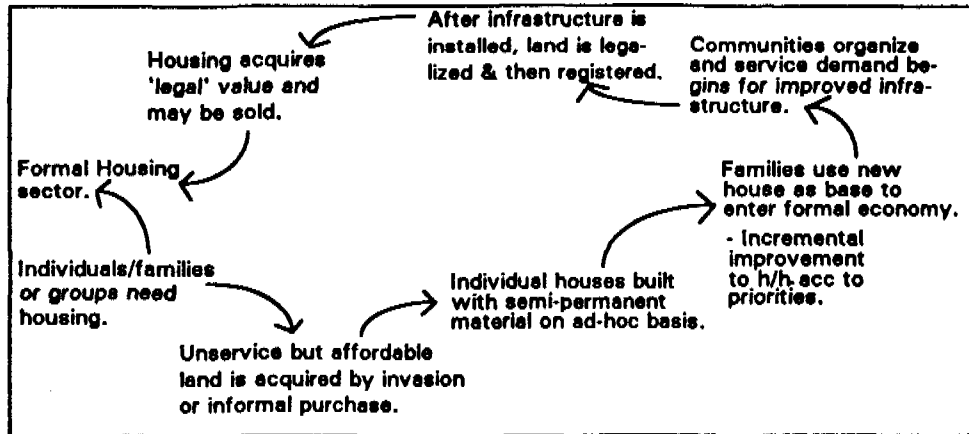 After infrastructure is
installed, land is lega-
lized & then registered.
Housing acquires
'legal' value and
may be sold.
Communities organize
and service demand be-
gins for improved infra-
structure.
Formal Housing
sector.
Families use new
house as base to
enter formal economy.
- Incremental
improvement
to h/h acc to
priorities.
Individuals/families
or groups need
housing.
Individual houses built
with semi-permanent
material on ad-hoc basis.
Unservice but affordable
land is acquired by invasion
or informal purchase.